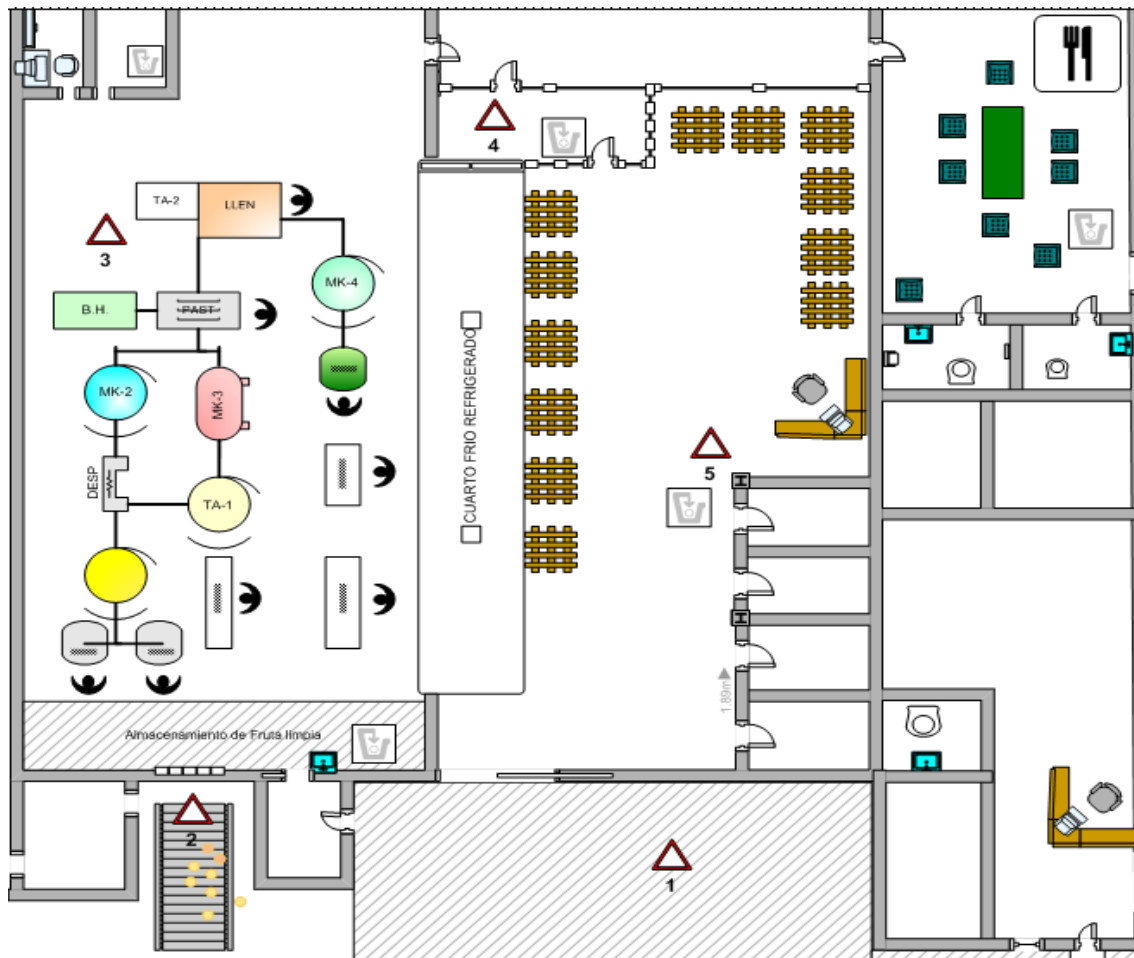 4
TA-2
LLEN
3
MK-4
B.H.
PAST
CUARTO FRIO REFRIGERADO
MK-2
MK-3
5
DESP
TA-1
1.89m
Almacenamiento de Fruta limpia
2
1